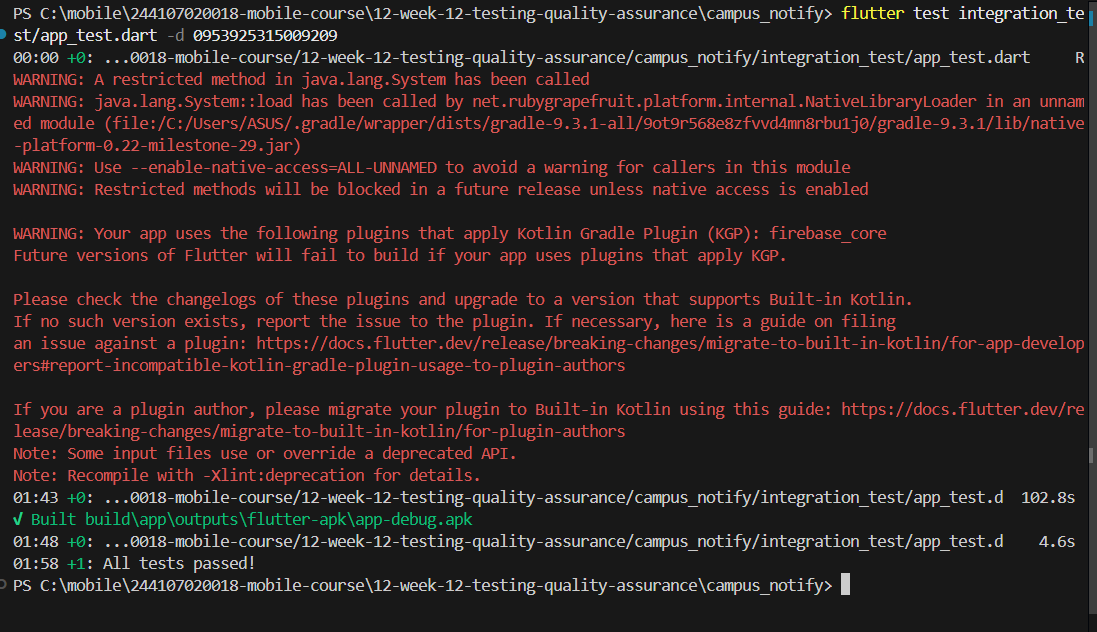 PS C:\mobile\244107020018-mobile-course\12-week-12-testing-quality-assurance\campus_notify> flutter test integration_te
st/app_test.dart -d 0953925315009209
00:00 +0: ...0018-mobile-course/12-week-12-testing-quality-assurance/campus_notify/integration_test/app_test.dart     R
WARNING: A restricted method in java.lang.System has been called
WARNING: java.lang.System::load has been called by net.rubygrapefruit.platform.internal.NativeLibraryLoader in an unnam
ed module (file:/C:/Users/ASUS/.gradle/wrapper/dists/gradle-9.3.1-all/9ot9r568e8zfvvd4mn8rbu1j0/gradle-9.3.1/lib/native
-platform-0.22-milestone-29.jar)
WARNING: Use --enable-native-access=ALL-UNNAMED to avoid a warning for callers in this module
WARNING: Restricted methods will be blocked in a future release unless native access is enabled
WARNING: Your app uses the following plugins that apply Kotlin Gradle Plugin (KGP): firebase_core
Future versions of Flutter will fail to build if your app uses plugins that apply KGP.
Please check the changelogs of these plugins and upgrade to a version that supports Built-in Kotlin.
If no such version exists, report the issue to the plugin. If necessary, here is a guide on filing
an issue against a plugin: https://docs.flutter.dev/release/breaking-changes/migrate-to-built-in-kotlin/for-app-develop
ers#report-incompatible-kotlin-gradle-plugin-usage-to-plugin-authors
If you are a plugin author, please migrate your plugin to Built-in Kotlin using this guide: https://docs.flutter.dev/re
lease/breaking-changes/migrate-to-built-in-kotlin/for-plugin-authors
Note: Some input files use or override a deprecated API.
Note: Recompile with -Xlint:deprecation for details.
01:43 +0: ...0018-mobile-course/12-week-12-testing-quality-assurance/campus_notify/integration_test/app_test.d  102.8s
√ Built build\app\outputs\flutter-apk\app-debug.apk
01:48 +0: ...0018-mobile-course/12-week-12-testing-quality-assurance/campus_notify/integration_test/app_test.d    4.6s
01:58 +1: All tests passed!
PS C:\mobile\244107020018-mobile-course\12-week-12-testing-quality-assurance\campus_notify>